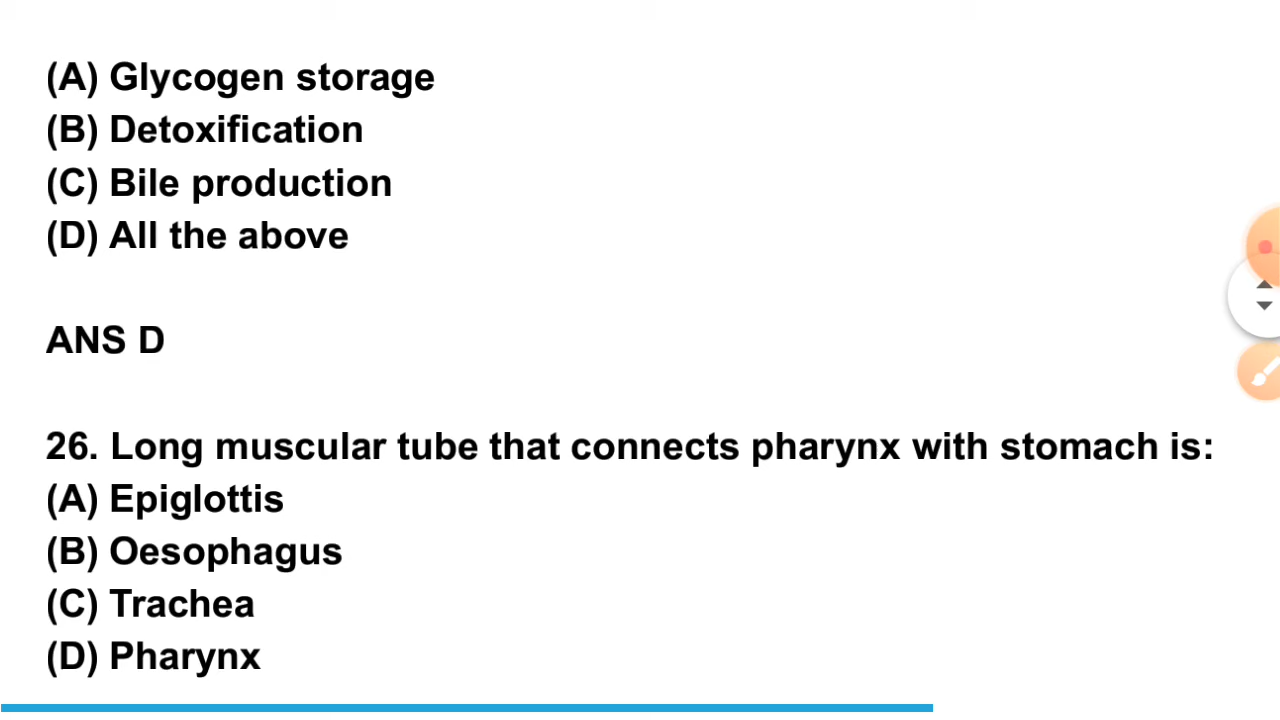 (A) Glycogen storage
(B) Detoxification
(C) Bile production
(D) All the above
ANS D
26. Long muscular tube that connects pharynx with stomach is:
(A) Epiglottis
(B) Oesophagus
(C) Trachea
(D) Pharynx